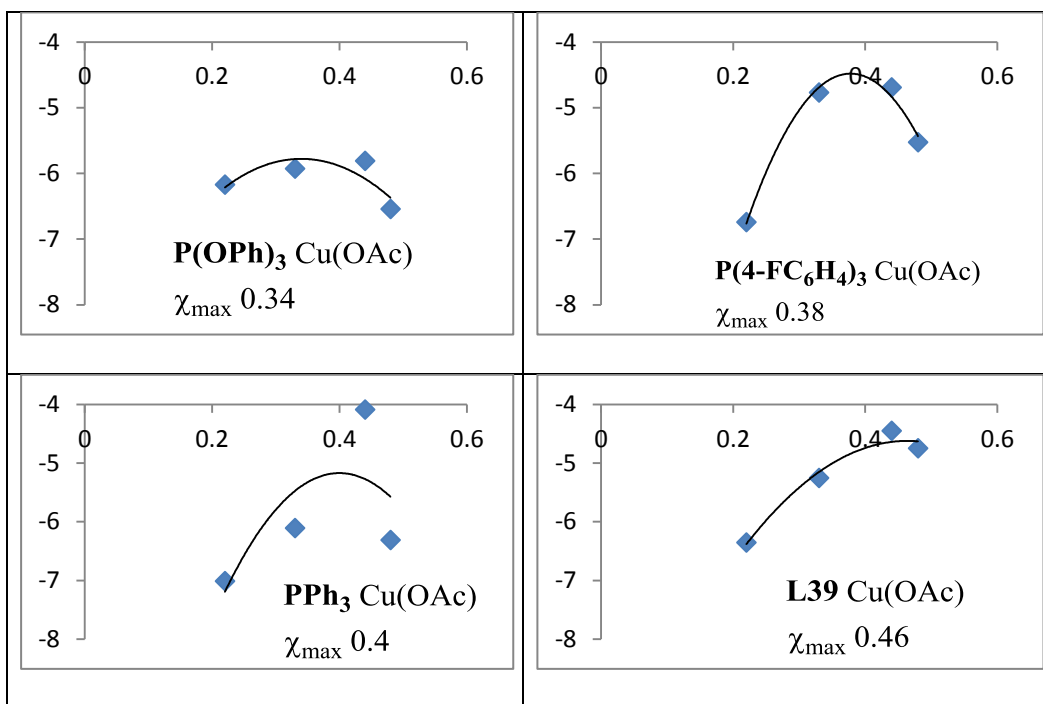 -4
0 0.2 0.4 0.6
-5
-6
-7
P(OPh)₃ Cu(OAc)
-8
χmax 0.34
-4
0 0.2 0.4 0.6
-5
-6
-7
P(4-FC₆H₄)₃ Cu(OAc)
-8
χmax 0.38
-4
0 0.2 0.4 0.6
-5
-6
-7
PPh₃ Cu(OAc)
-8
χmax 0.4
-4
0 0.2 0.4 0.6
-5
-6
-7
L39 Cu(OAc)
-8
χmax 0.46